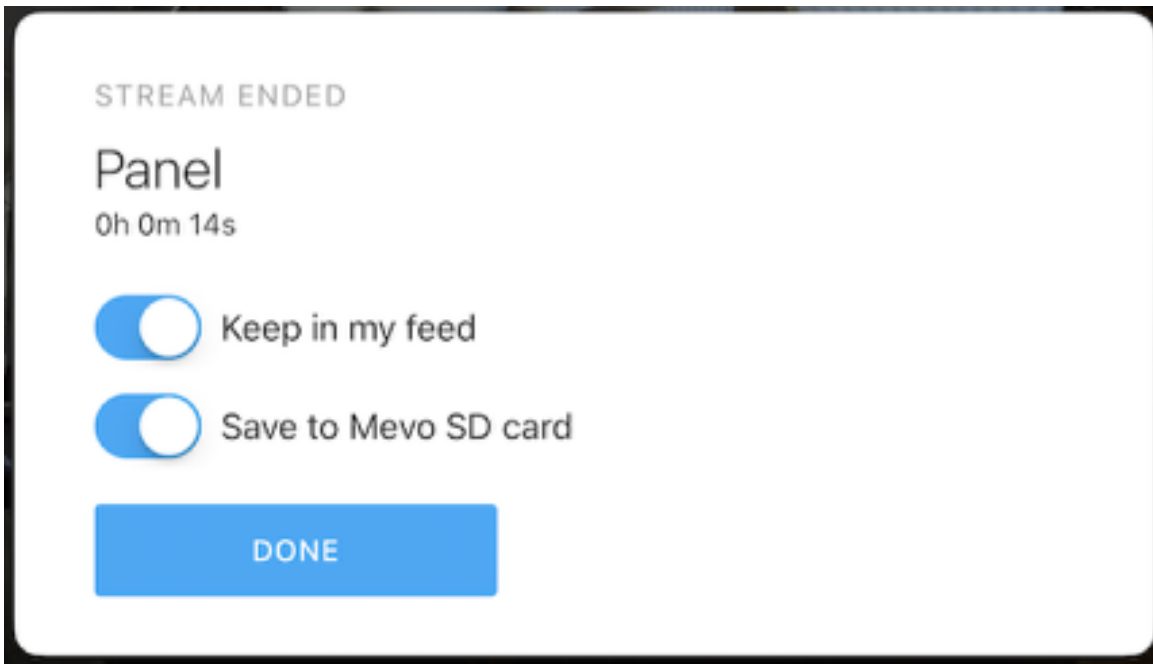 STREAM ENDED
Panel
0h 0m 14s
Keep in my feed
Save to Mevo SD card
DONE